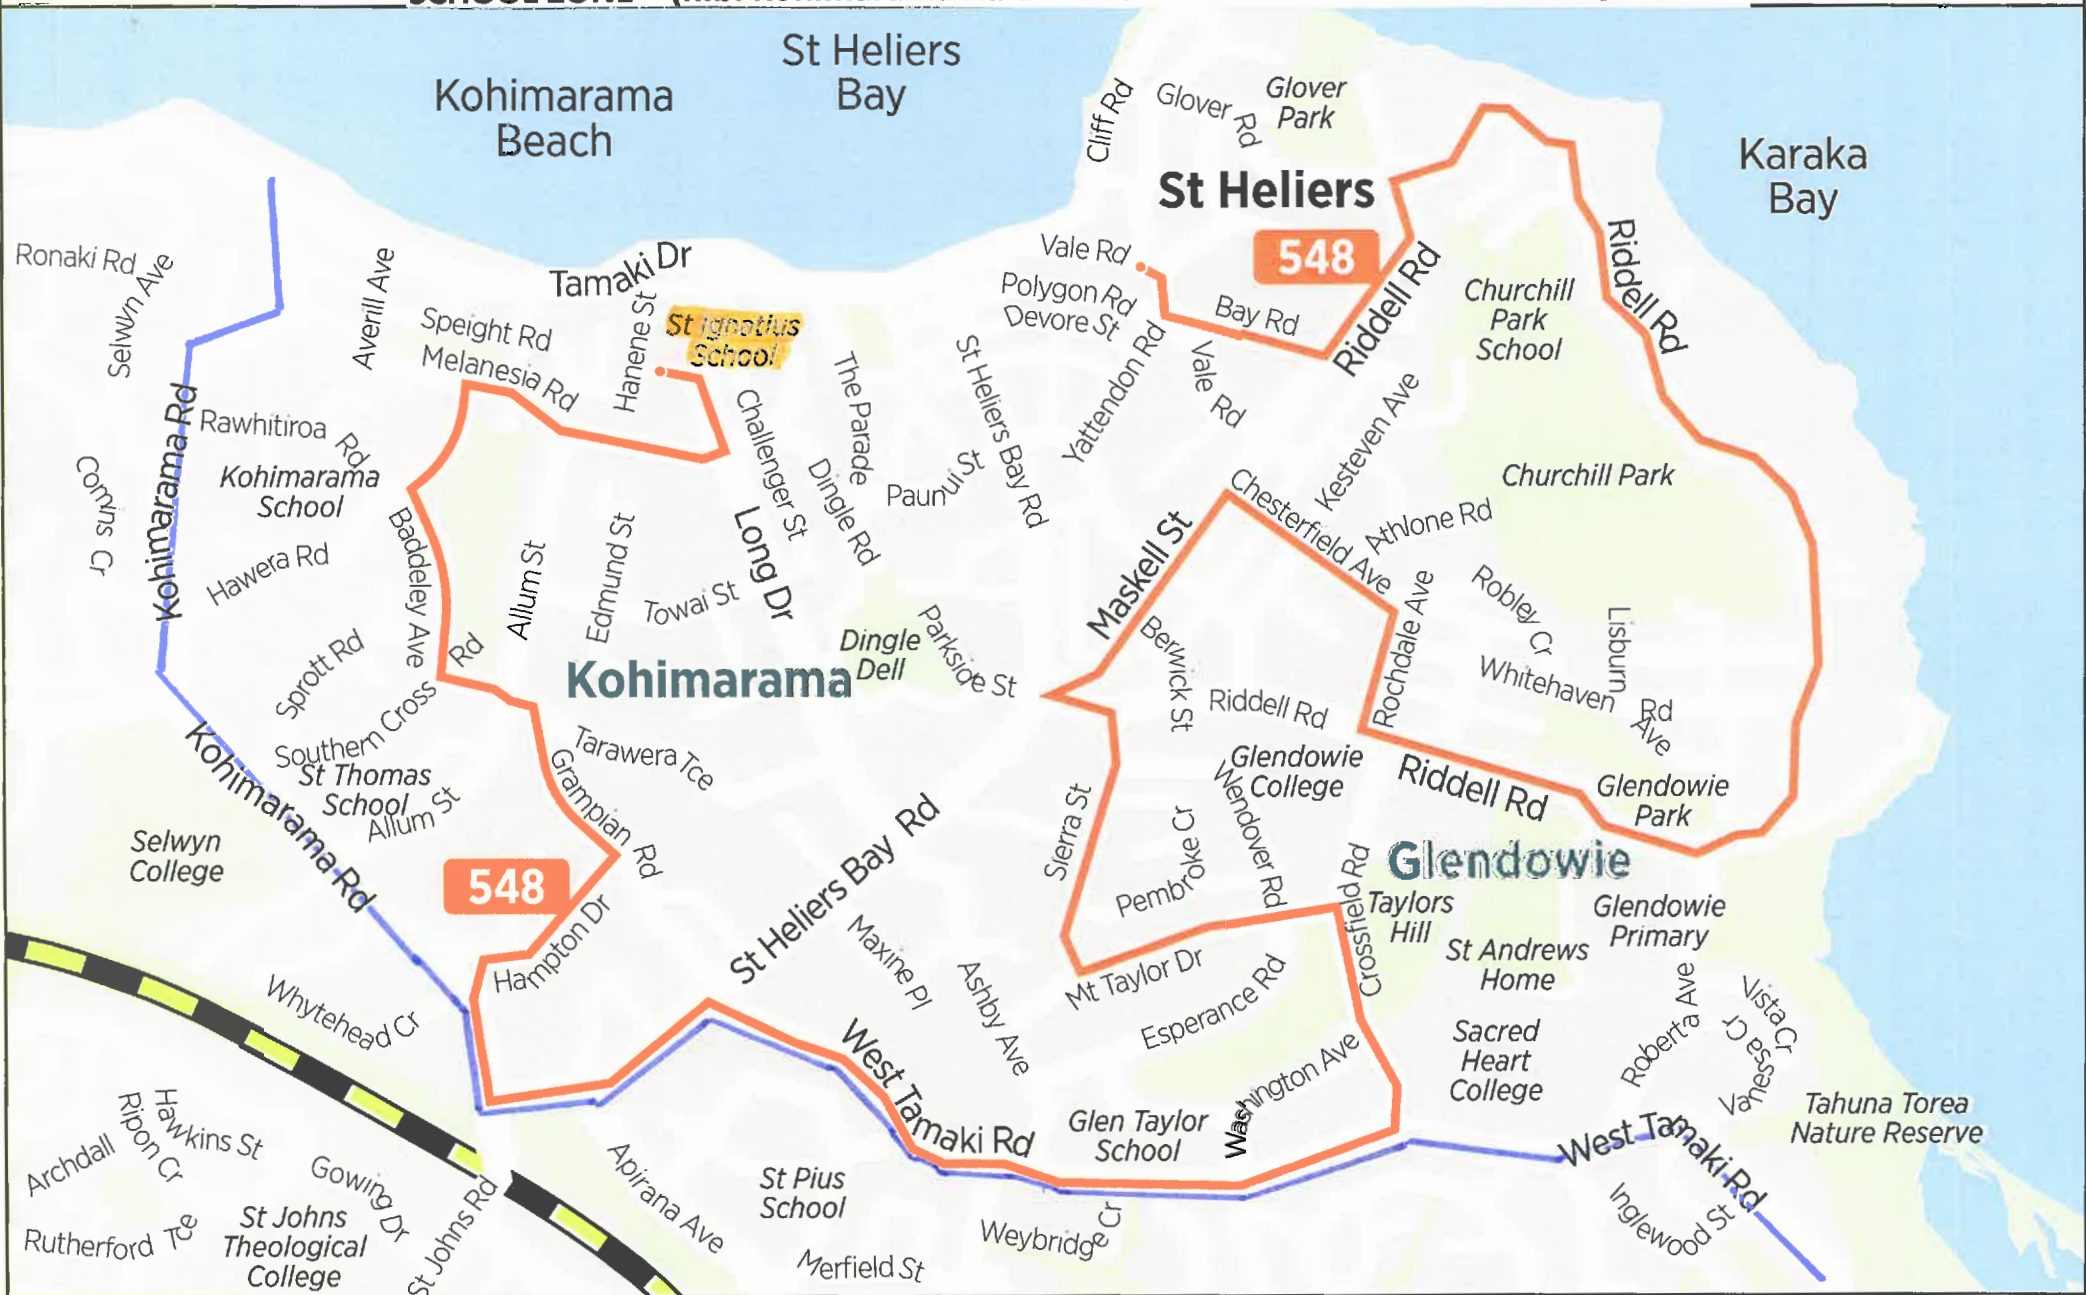 St Heliers
Bay
Kohimarama
Beach
Cliff Rd
Glover Rd
Glover
Park
Karaka
Bay
St Heliers
548
Ronaki Rd
Selwyn Ave
Averill Ave
Tamaki Dr
Speight Rd
Melanesia Rd
Hanene St
St Ignatius
School
Vale Rd
Polygon Rd
Devore St
Bay Rd
Riddell Rd
Riddell Rd
Churchill
Park
School
Kohimarama Rd
Rawhitiroa Rd
Kohimarama
School
Comins Cr
Hawera Rd
Baddeley Ave
Allum St
Edmund St
Towai St
Long Dr
Challenger St
The Parade
Dingle Rd
Paunui St
St Heliers Bay Rd
Yattendon Rd
Vale Rd
Kesteven Ave
Churchill Park
Chesterfield Ave
Athlone Rd
Maskell St
Rochdale Ave
Robley Cr
Lisburn
Whitehaven Rd
Ave
Sprott Rd
Southern Cross Rd
Kohimarama
Dingle
Dell
Parkside St
Berwick St
Riddell Rd
Glendowie
College
Riddell Rd
Glendowie
Park
Kohimarama Rd
St Thomas
School
Allum St
Tarawera Tce
Grampian Rd
Selwyn
College
548
Hampton Dr
St Heliers Bay Rd
Sierra St
Pembroke Cr
Wendover Rd
Crossfield Rd
Glendowie
Taylors
Hill
Glendowie
Primary
St Andrews
Home
Maxine Pl
Ashby Ave
Mt Taylor Dr
Esperance Rd
Whytehead Cr
West Tamaki Rd
Washington Ave
Sacred
Heart
College
Roberta Ave
Vista Cr
Vanessa Cr
Tahuna Torea
Nature Reserve
Glen Taylor
School
West Tamaki Rd
Inglewood St
Hawkins St
Ripon Cr
Archdall
Rutherford Tce
Gowing Dr
St Johns
Theological
College
St Johns Rd
Apirana Ave
St Pius
School
Merfield St
Weybridge Cr